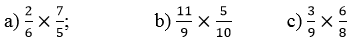 a) 2/6 × 7/5; b) 11/9 × 5/10 c) 3/9 × 6/8